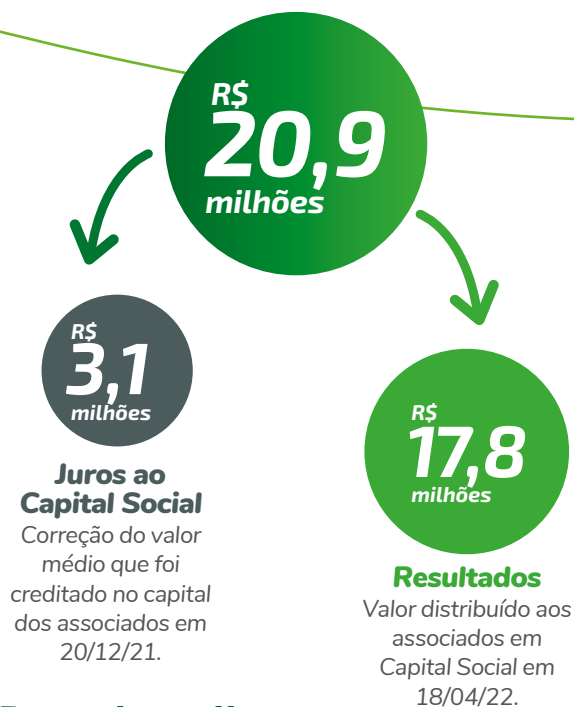 R$
20,9
milhões
R$
3,1
milhões
Juros ao
Capital Social
Correção do valor
médio que foi
creditado no capital
dos associados em
20/12/21.
R$
17,8
milhões
Resultados
Valor distribuído aos
associados em
Capital Social em
18/04/22.